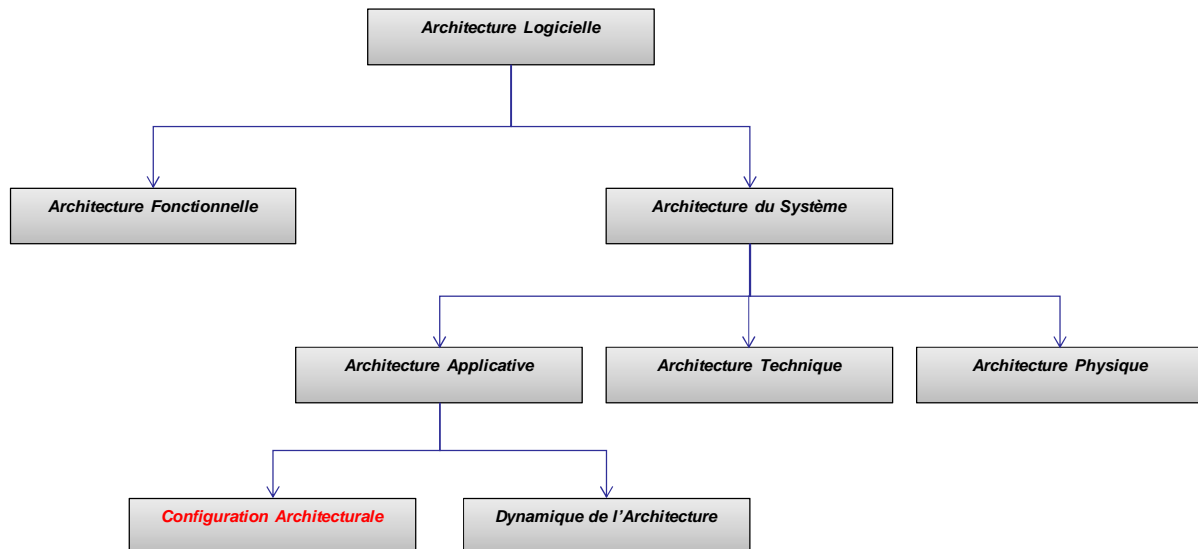 Architecture Logicielle
Architecture Fonctionnelle
Architecture du Système
Architecture Applicative
Architecture Technique
Architecture Physique
Configuration Architecturale
Dynamique de l'Architecture